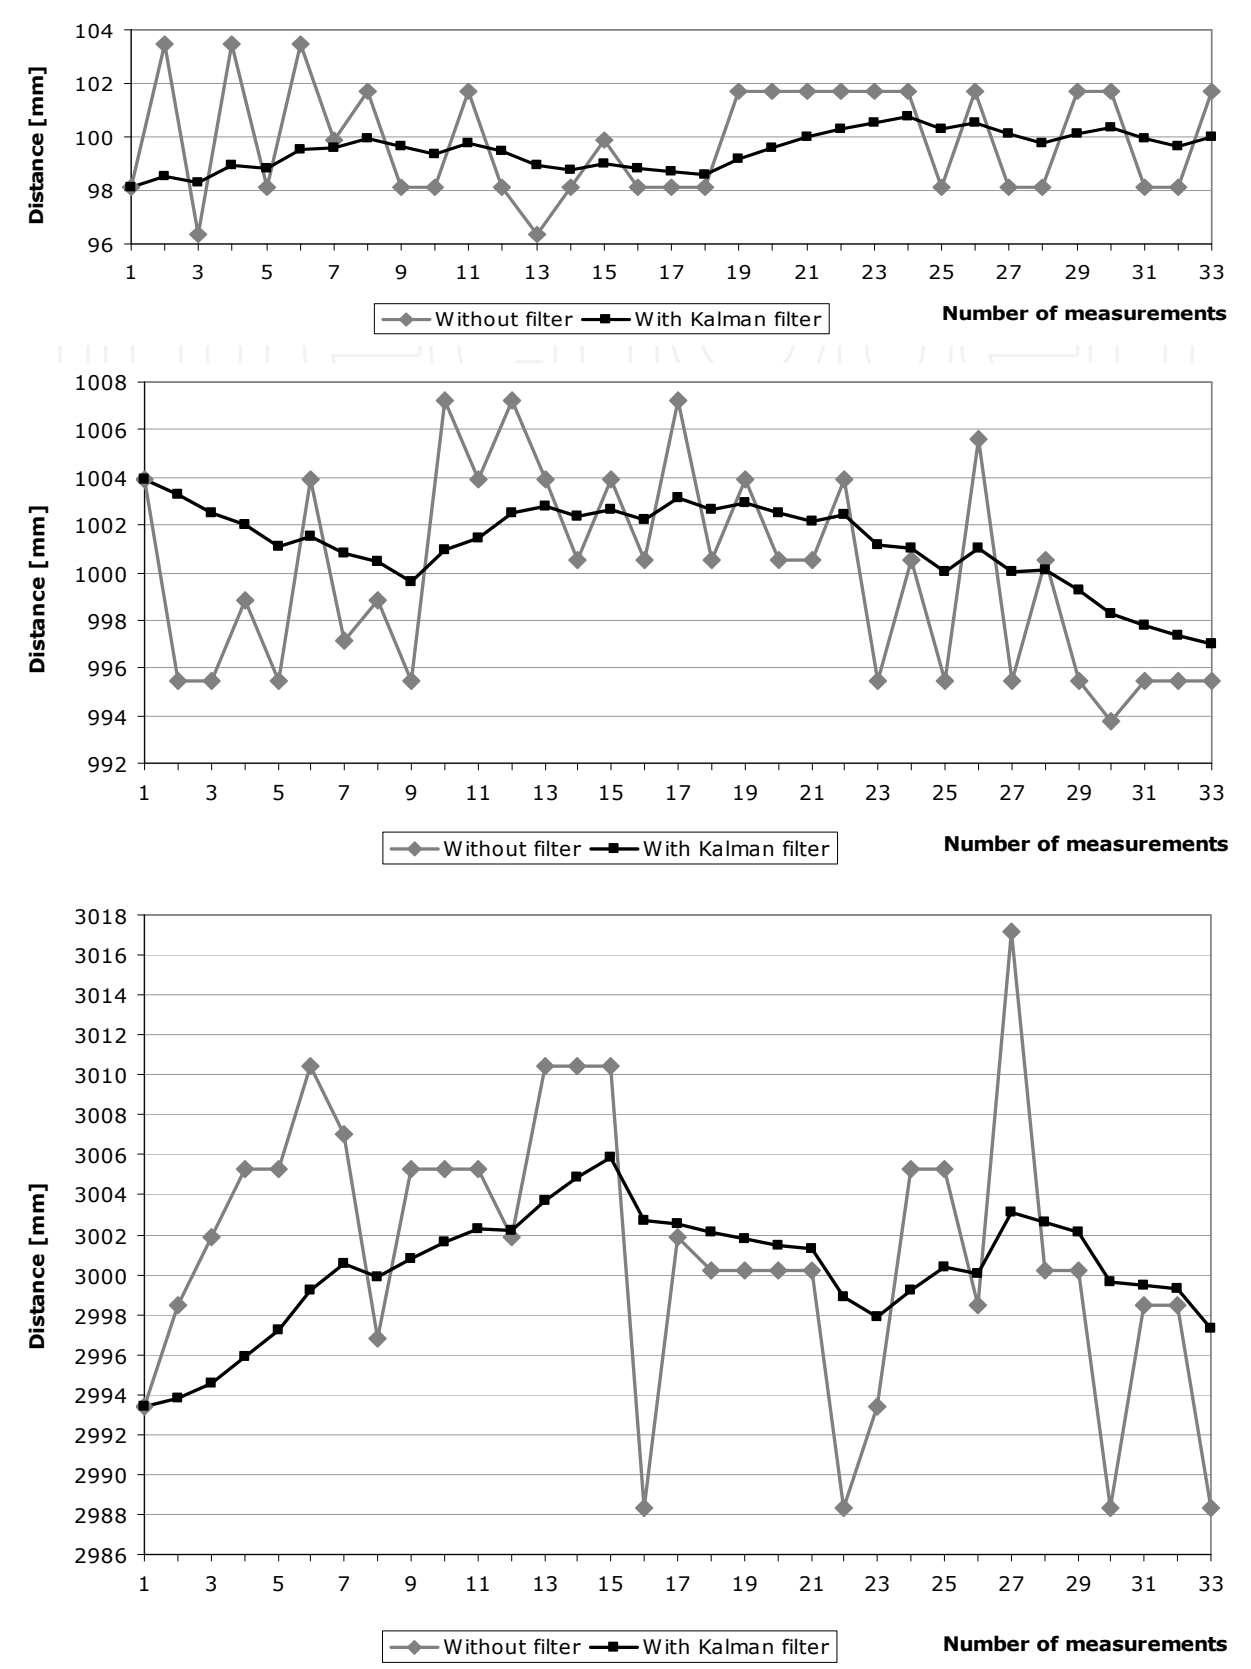 104
102
100
98
96
Distance [mm]
1 3 5 7 9 11 13 15 17 19 21 23 25 27 29 31 33
Number of measurements
Without filter With Kalman filter
1008
1006
1004
1002
1000
998
996
994
992
Distance [mm]
1 3 5 7 9 11 13 15 17 19 21 23 25 27 29 31 33
Number of measurements
Without filter With Kalman filter
3018
3016
3014
3012
3010
3008
3006
3004
3002
3000
2998
2996
2994
2992
2990
2988
2986
Distance [mm]
1 3 5 7 9 11 13 15 17 19 21 23 25 27 29 31 33
Number of measurements
Without filter With Kalman filter